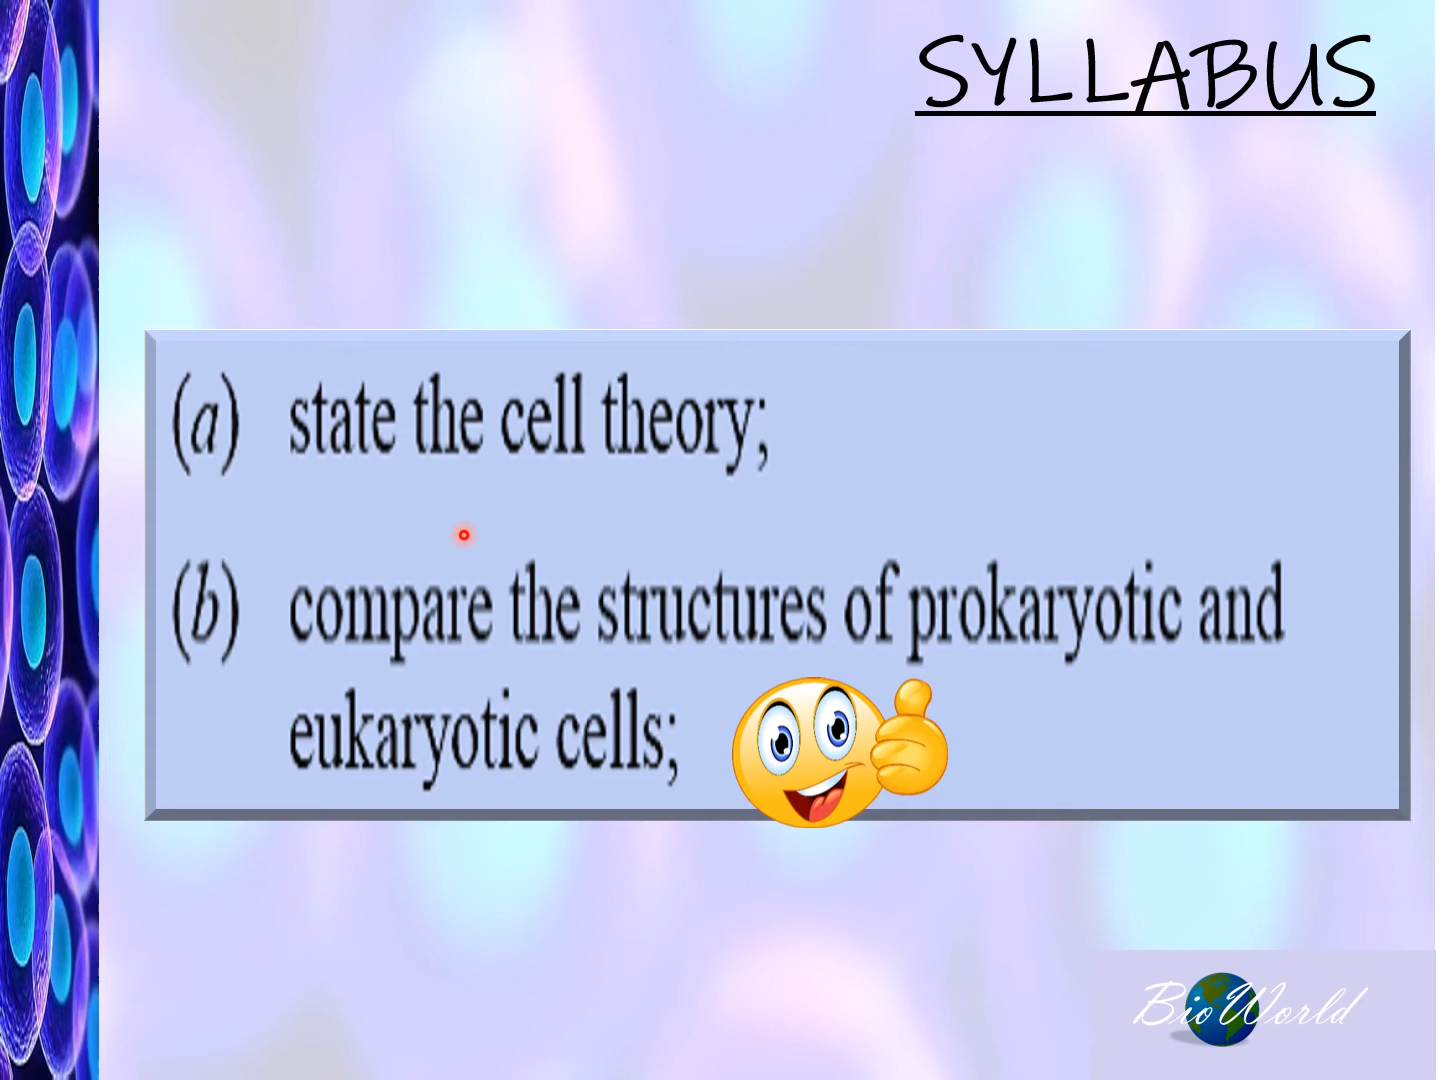 SYLLABUS
(a) state the cell theory;
(b) compare the structures of prokaryotic and
eukaryotic cells;
BioWorld